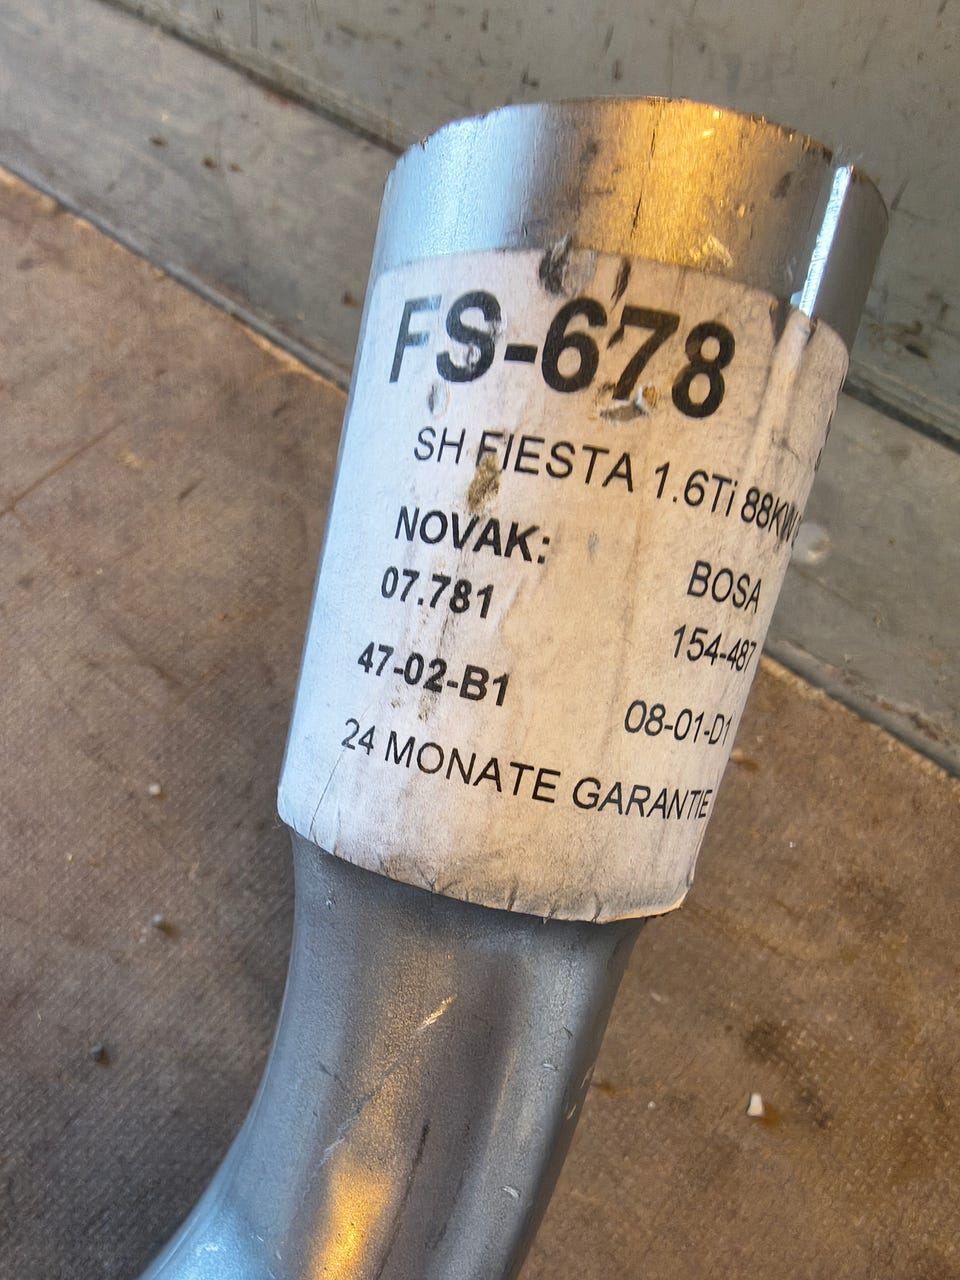 FS-678
SH FIESTA 1.6Ti 88KW
NOVAK:
BOSA
07.781
154-487
47-02-B1
08-01-D1
24 MONATE GARANTIE